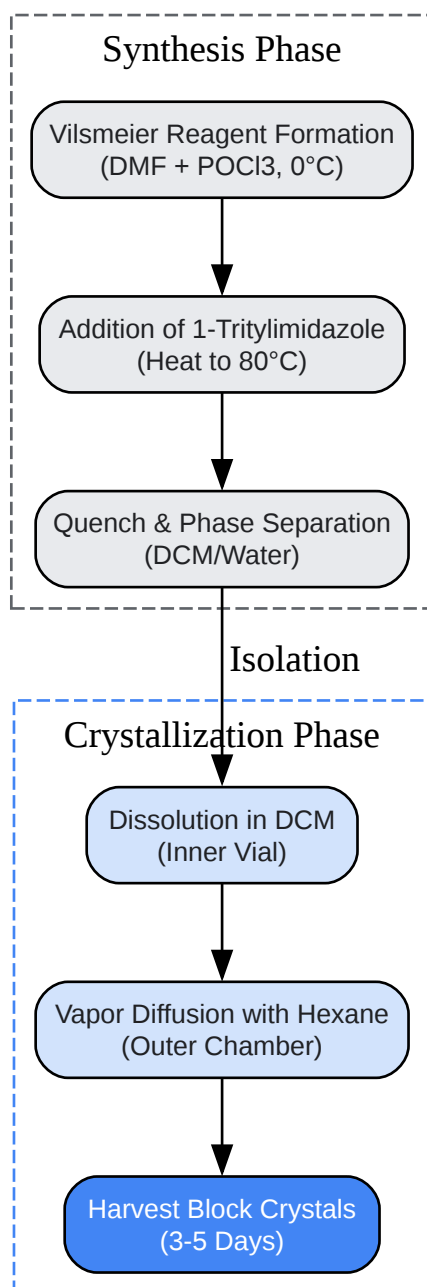 Synthesis Phase
Vilsmeier Reagent Formation
(DMF + POCl3, 0°C)
Addition of 1-Tritylimidazole
(Heat to 80°C)
Quench & Phase Separation
(DCM/Water)
Isolation
Crystallization Phase
Dissolution in DCM
(Inner Vial)
Vapor Diffusion with Hexane
(Outer Chamber)
Harvest Block Crystals
(3-5 Days)